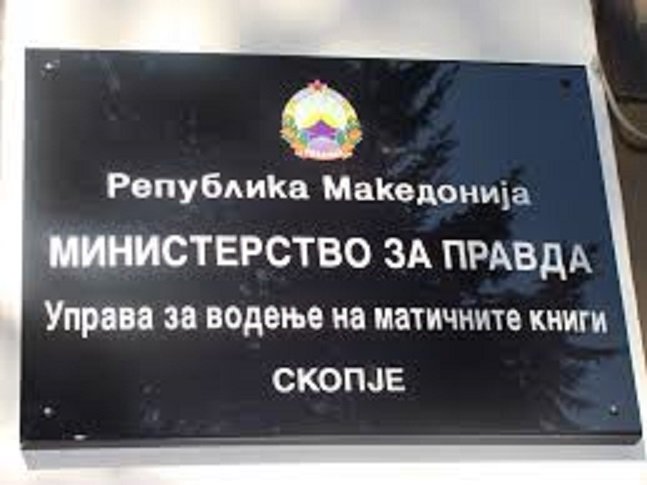 Република Македонија
МИНИСТЕРСТВО ЗА ПРАВДА
Управа за водење на матичните книги
СКОПЈЕ